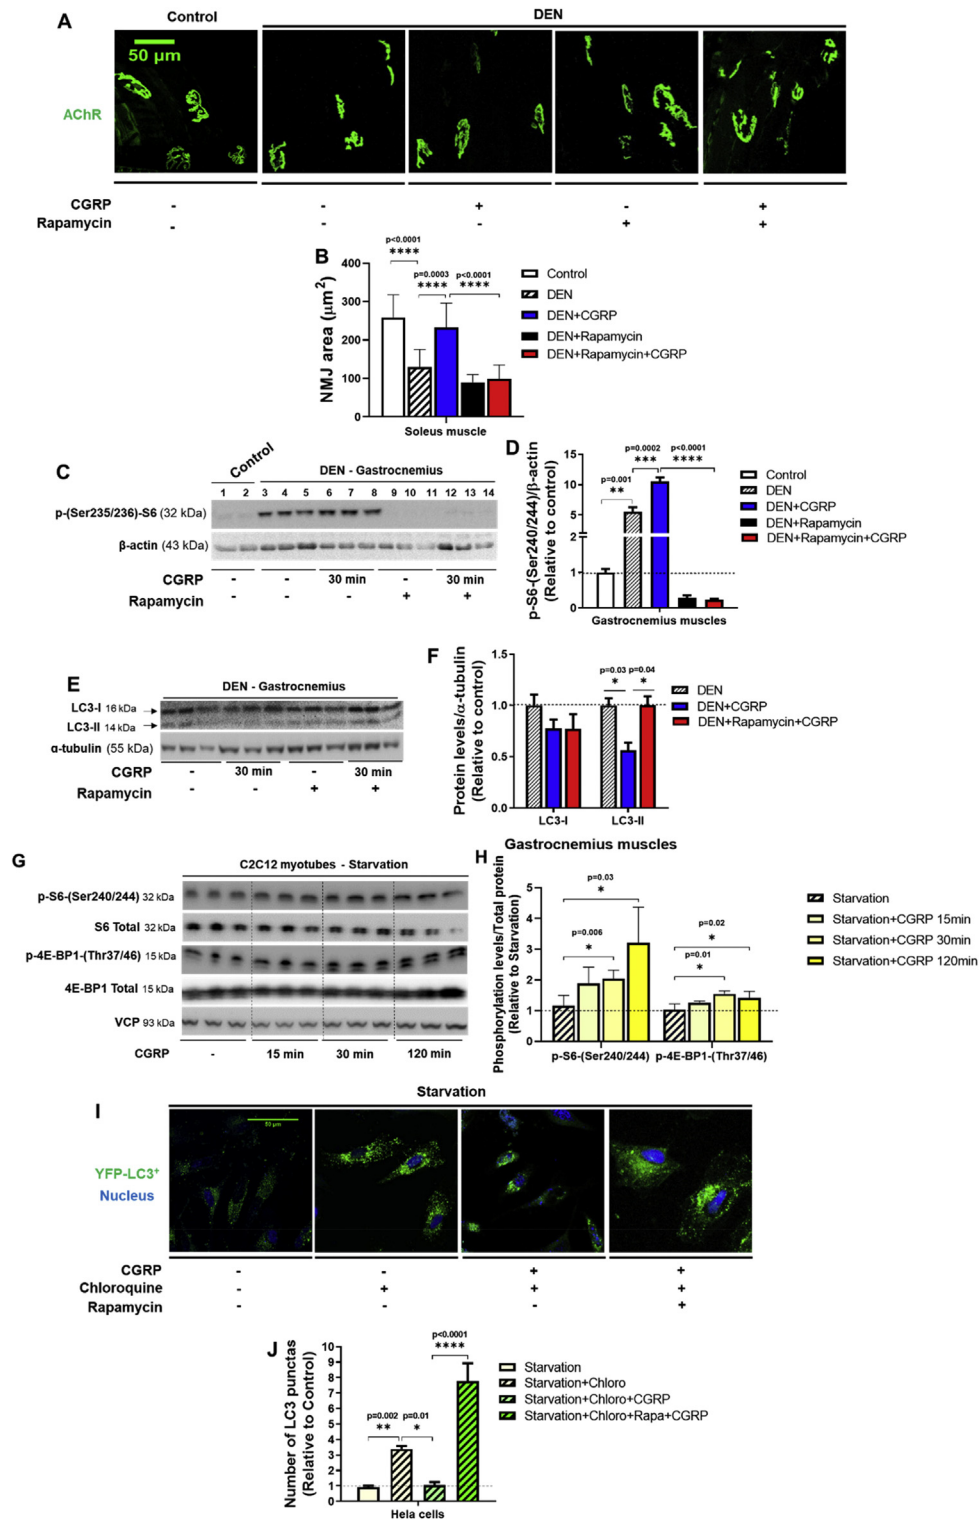 A
Control
DEN
50 μm
AChR
CGRP - - + - +
Rapamycin - - - + +
B
NMJ area (μm²)
400
300
200
100
0
p<0.0001
****
p=0.0003
****
p<0.0001
****
Soleus muscle
Control
DEN
DEN+CGRP
DEN+Rapamycin
DEN+Rapamycin+CGRP
C
Control
DEN - Gastrocnemius
1 2 3 4 5 6 7 8 9 10 11 12 13 14
p-(Ser235/236)-S6 (32 kDa)
β-actin (43 kDa)
CGRP - - 30 min - 30 min
Rapamycin - - - + +
D
p-S6-(Ser240/244)/β-actin
(Relative to control)
15
10
5
2
1
0
p=0.001
**
p=0.0002
***
p<0.0001
****
Gastrocnemius muscles
Control
DEN
DEN+CGRP
DEN+Rapamycin
DEN+Rapamycin+CGRP
E
DEN - Gastrocnemius
LC3-I 16 kDa
LC3-II 14 kDa
α-tubulin (55 kDa)
CGRP - 30 min - 30 min
Rapamycin - - + +
F
Protein levels/α-tubulin
(Relative to control)
1.5
1.0
0.5
0.0
p=0.03
*
p=0.04
*
LC3-I LC3-II
Gastrocnemius muscles
DEN
DEN+CGRP
DEN+Rapamycin+CGRP
G
C2C12 myotubes - Starvation
p-S6-(Ser240/244) 32 kDa
S6 Total 32 kDa
p-4E-BP1-(Thr37/46) 15 kDa
4E-BP1 Total 15 kDa
VCP 93 kDa
CGRP - 15 min 30 min 120 min
H
Phosphorylation levels/Total protein
(Relative to Starvation)
5
4
3
2
1
0
p=0.03
*
p=0.006
*
p=0.02
*
p=0.01
*
p-S6-(Ser240/244) p-4E-BP1-(Thr37/46)
Starvation
Starvation+CGRP 15min
Starvation+CGRP 30min
Starvation+CGRP 120min
I
Starvation
50 μm
YFP-LC3⁺
Nucleus
CGRP - - + +
Chloroquine - + + +
Rapamycin - - - +
J
Number of LC3 punctas
(Relative to Control)
10
9
8
7
6
5
4
3
2
1
0
p=0.002
**
p=0.01
*
p<0.0001
****
Hela cells
Starvation
Starvation+Chloro
Starvation+Chloro+CGRP
Starvation+Chloro+Rapa+CGRP